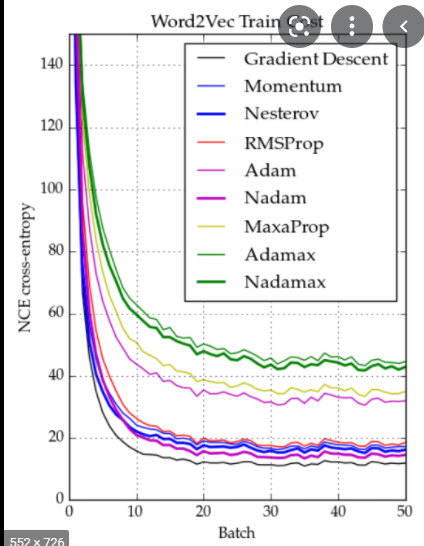 Word2Vec Train Cost
Gradient Descent
Momentum
Nesterov
RMSProp
Adam
Nadam
MaxaProp
Adamax
Nadamax
NCE cross-entropy
140
120
100
80
60
40
20
0
0 10 20 30 40 50
Batch
552 × 726